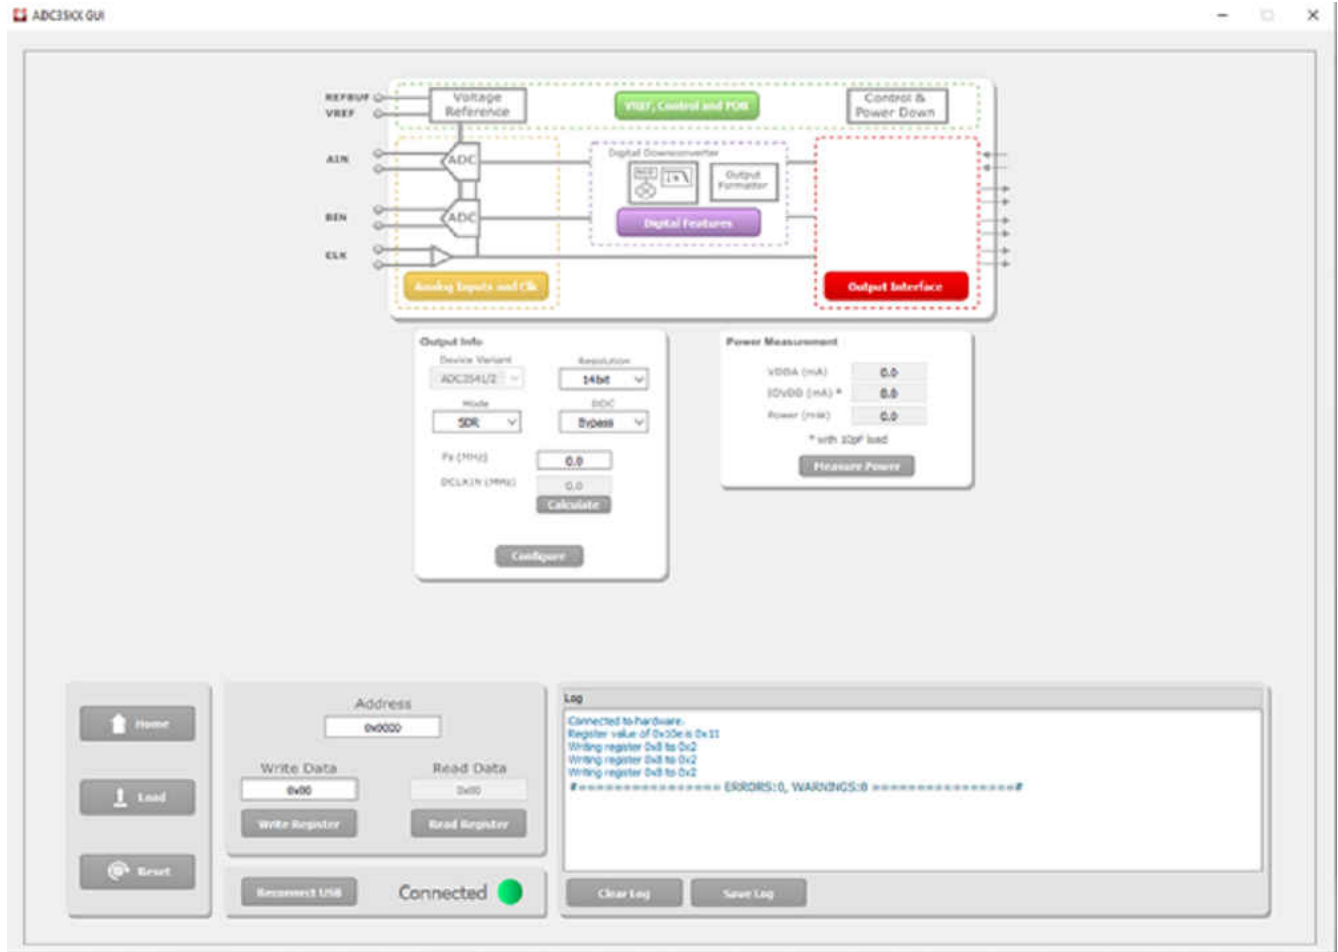 ADC35XX GUI
REFBUF
VREF
Voltage
Reference
VREF, Control and PDN
Control &
Power Down
AIN
ADC
Digital Downconverter
NCO
Output
Formatter
BIN
ADC
Digital Features
CLK
Analog Inputs and Clk
Output Interface
Output Info
Device Variant
Resolution
ADC3541/2
14bit
Mode
DDC
SDR
Bypass
Fs (MHz)
0.0
DCLKIN (MHz)
0.0
Calculate
Configure
Power Measurement
VDDA (mA)
0.0
IOVDD (mA) *
0.0
Power (mW)
0.0
* with 10pF load
Measure Power
Home
Load
Reset
Address
0x0000
Write Data
Read Data
0x00
0x00
Write Register
Read Register
Reconnect USB
Connected
Log
Connected to hardware.
Register value of 0x10e is 0x11
Writing register 0x8 to 0x2
Writing register 0x8 to 0x2
Writing register 0x8 to 0x2
#================ ERRORS:0, WARNINGS:0 ================#
Clear Log
Save Log